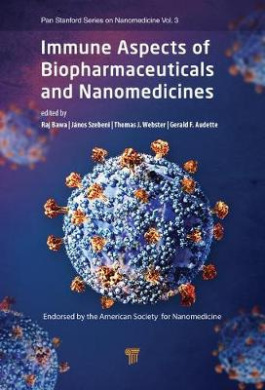 Pan Stanford Series on Nanomedicine Vol. 3
Immune Aspects of
Biopharmaceuticals
and Nanomedicines
edited by
Raj Bawa | János Szebeni | Thomas J. Webster | Gerald F. Audette
Endorsed by the American Society for Nanomedicine